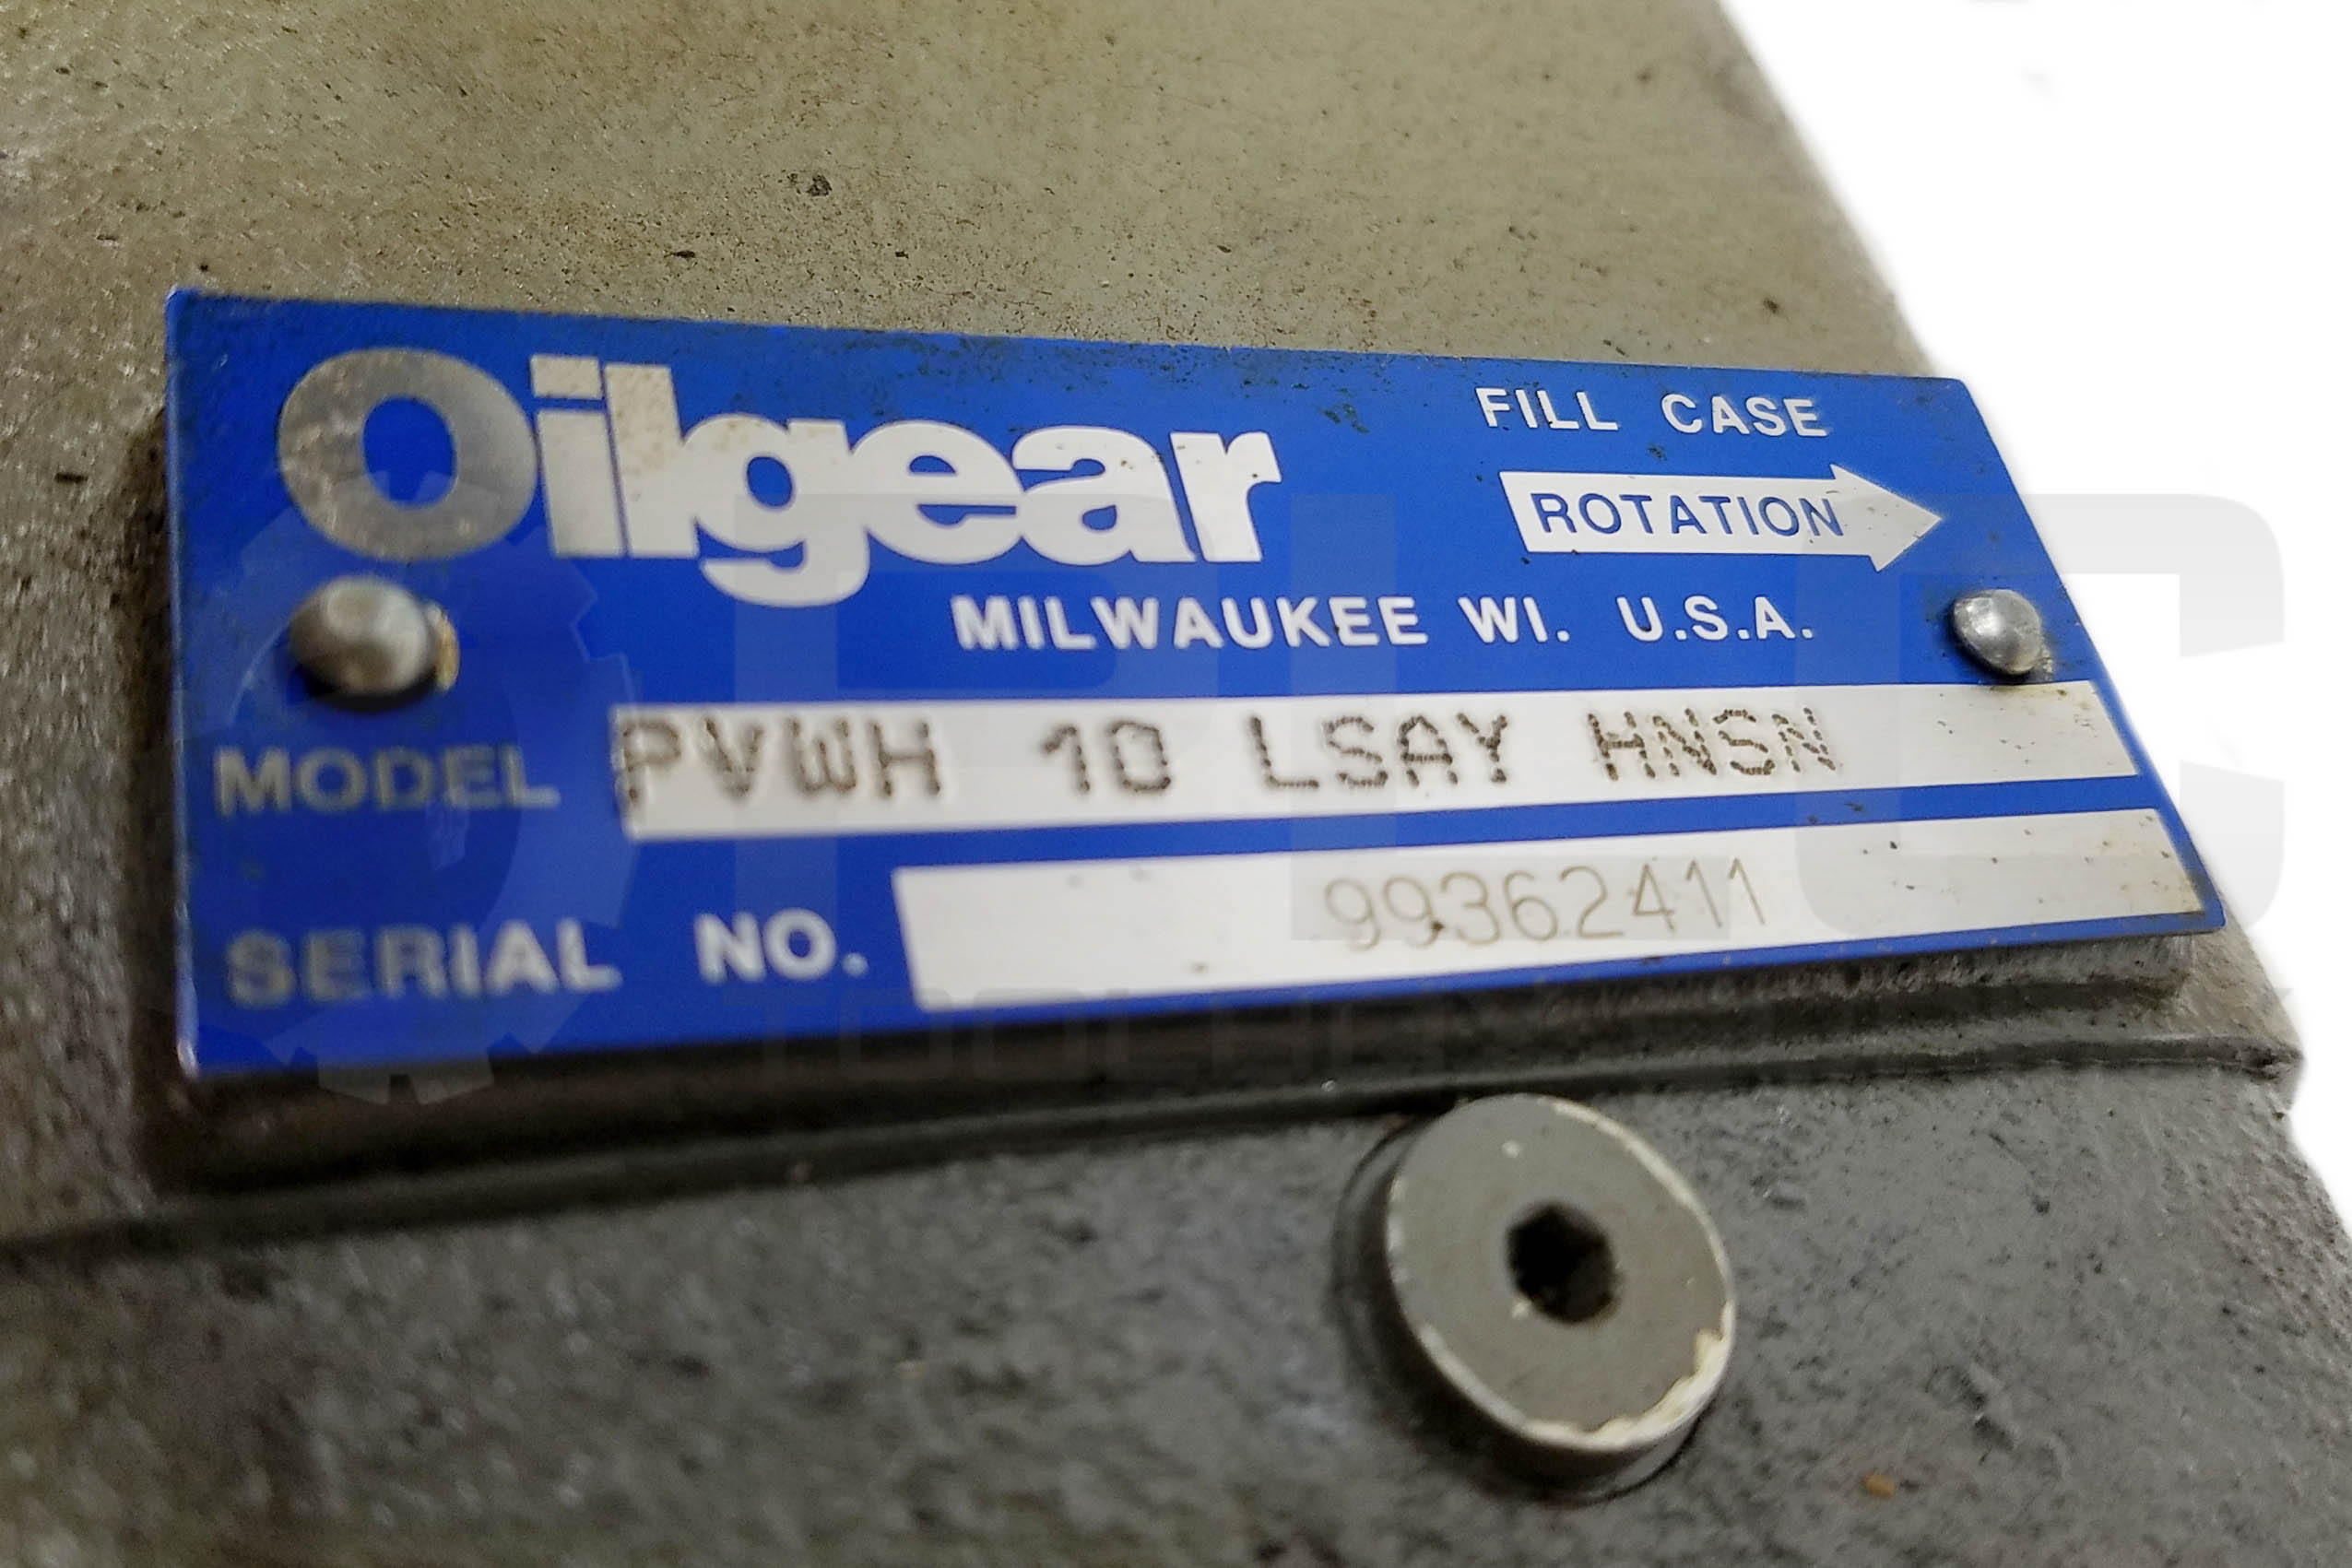 Oilgear
FILL CASE
ROTATION
MILWAUKEE WI. U.S.A.
MODEL PVWH 10 LSAY HNSN
SERIAL NO. 99362411